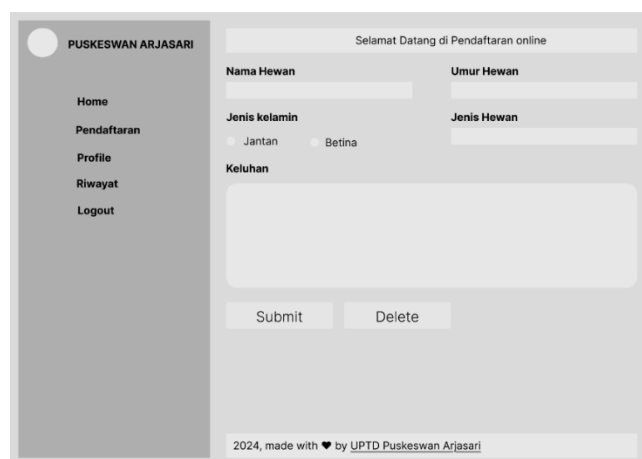 PUSKESWAN ARJASARI
Home
Pendaftaran
Profile
Riwayat
Logout
Selamat Datang di Pendaftaran online
Nama Hewan
Umur Hewan
Jenis kelamin
Jenis Hewan
Jantan
Betina
Keluhan
Submit
Delete
2024, made with ♥ by UPTD Puskeswan Arjasari